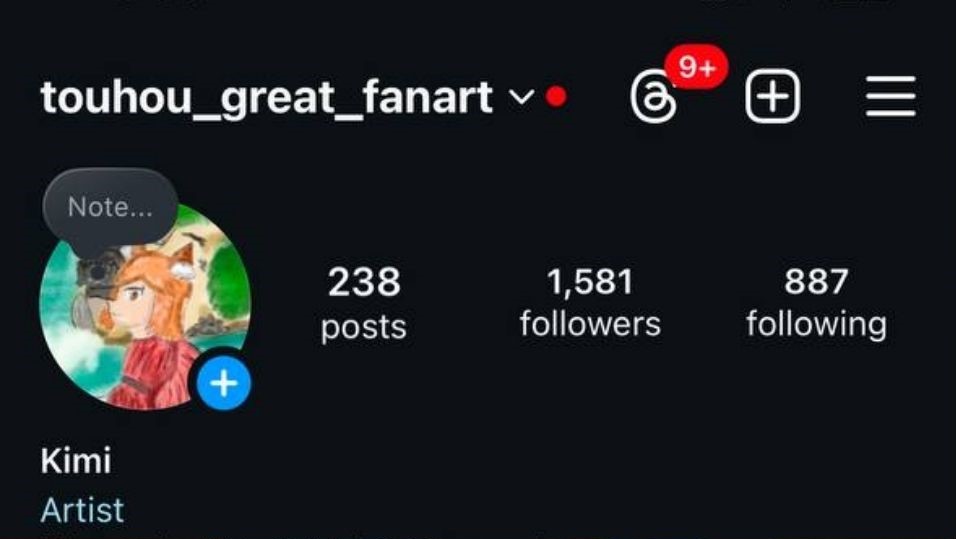 touhou_great_fanart
9+
Note...
238
posts
1,581
followers
887
following
Kimi
Artist